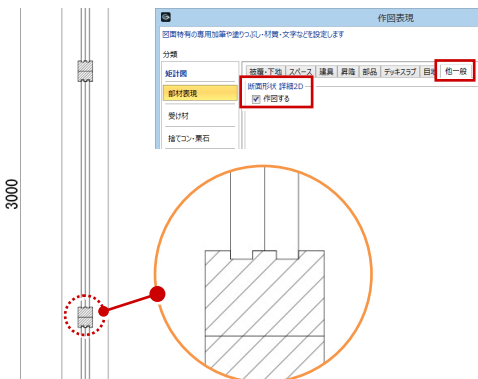 作図表現
図面特有の専用加筆や塗りつぶし・材質・文字などを設定します
分類
矩計図
部材表現
受け材
捨てコン・栗石
被覆・下地 スペース 建具 昇降 部品 デッキスラブ 目地 他一般
断面形状 詳細2D
作図する
3000